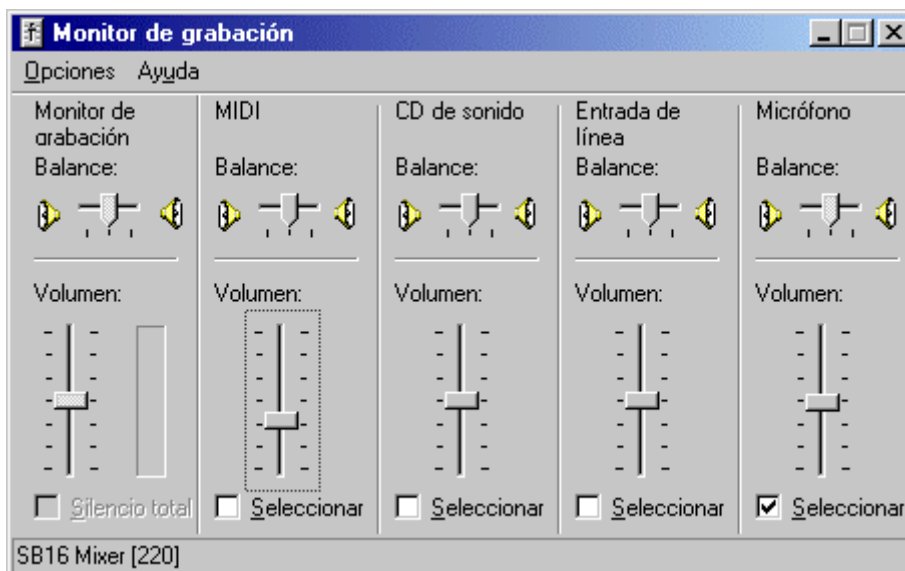 Monitor de grabación
Opciones Ayuda
Monitor de
grabación
Balance:
Volumen:
Silencio total
MIDI
Balance:
Volumen:
Seleccionar
CD de sonido
Balance:
Volumen:
Seleccionar
Entrada de
línea
Balance:
Volumen:
Seleccionar
Micrófono
Balance:
Volumen:
Seleccionar
SB16 Mixer [220]